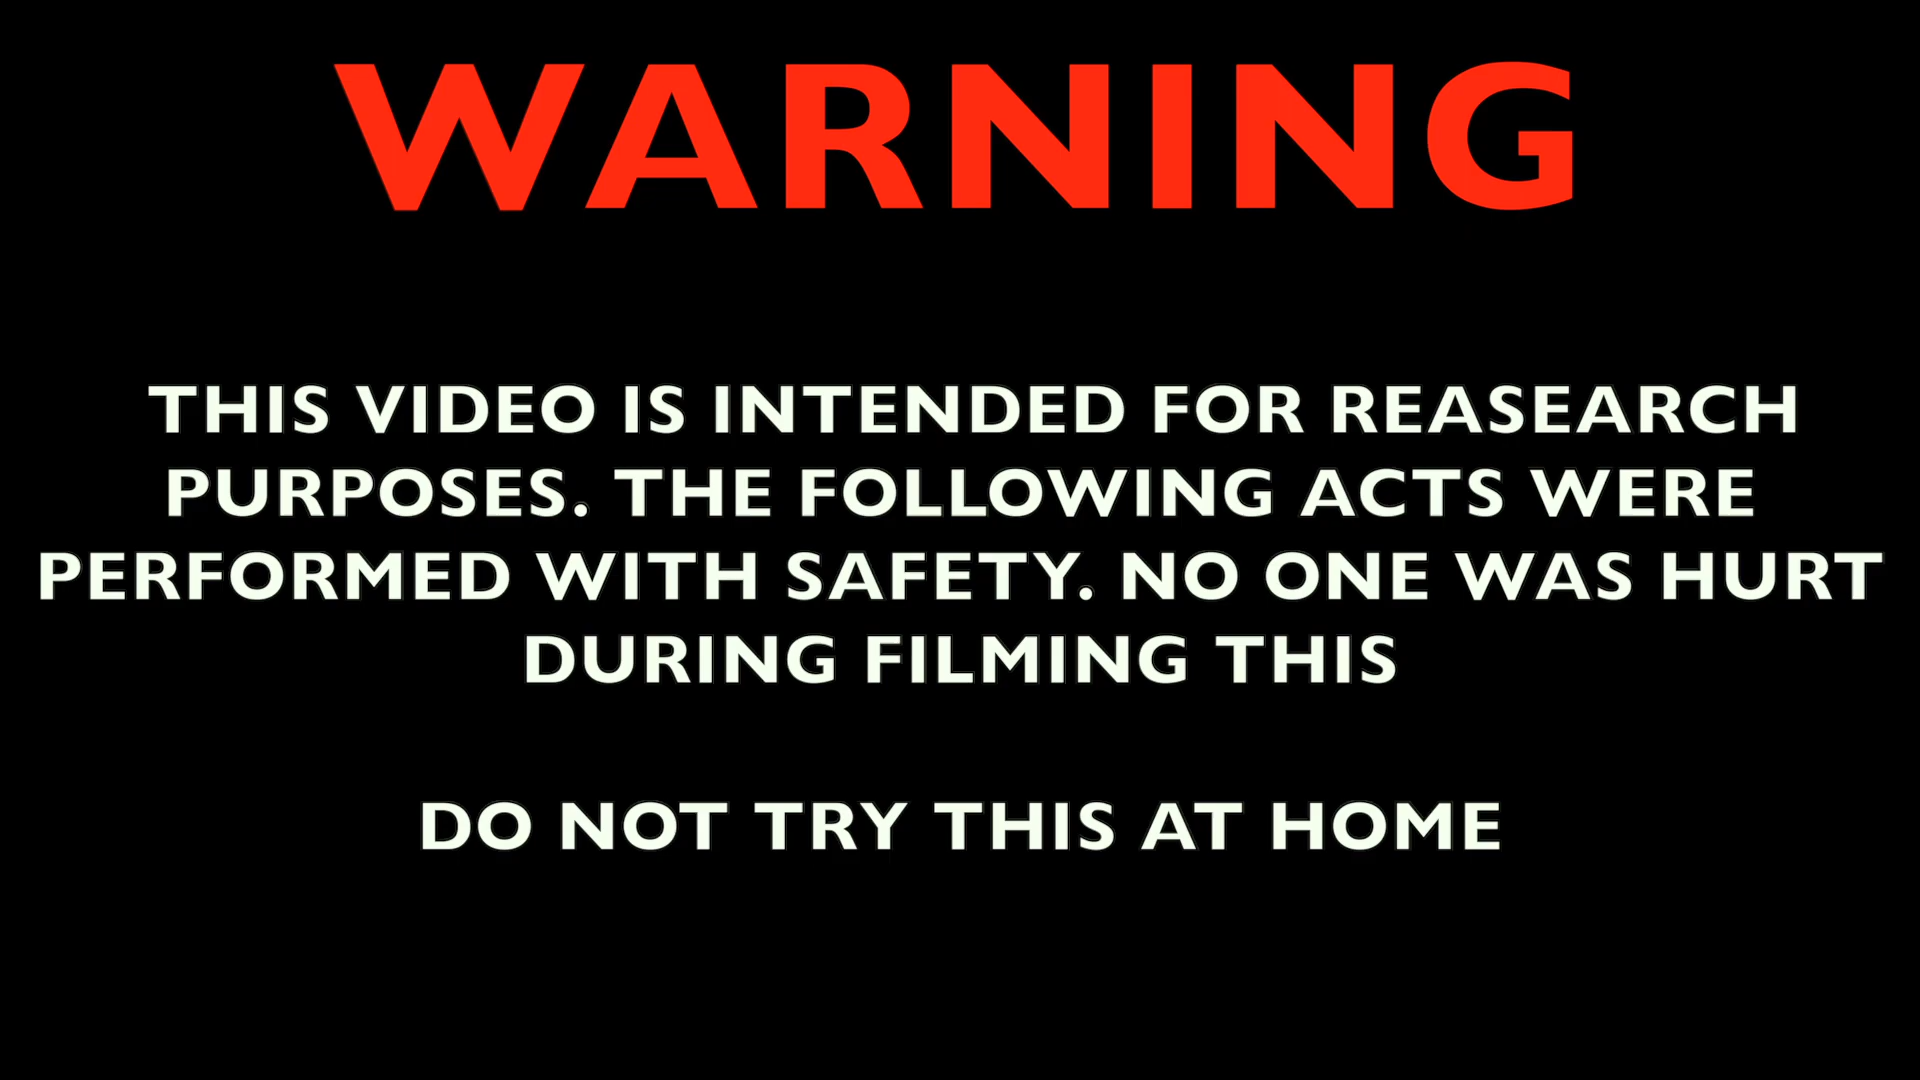 WARNING
THIS VIDEO IS INTENDED FOR REASEARCH
PURPOSES. THE FOLLOWING ACTS WERE
PERFORMED WITH SAFETY. NO ONE WAS HURT
DURING FILMING THIS
DO NOT TRY THIS AT HOME